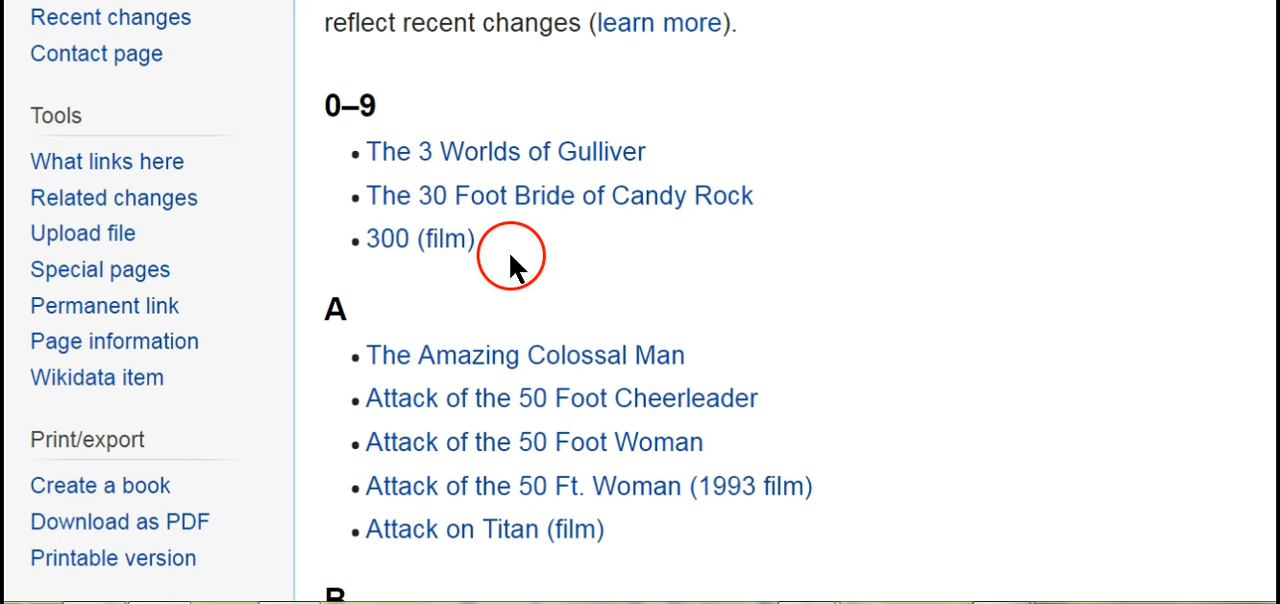 Recent changes
Contact page
Tools
What links here
Related changes
Upload file
Special pages
Permanent link
Page information
Wikidata item
Print/export
Create a book
Download as PDF
Printable version
reflect recent changes (learn more).
0–9
• The 3 Worlds of Gulliver
• The 30 Foot Bride of Candy Rock
• 300 (film)
A
• The Amazing Colossal Man
• Attack of the 50 Foot Cheerleader
• Attack of the 50 Foot Woman
• Attack of the 50 Ft. Woman (1993 film)
• Attack on Titan (film)
B